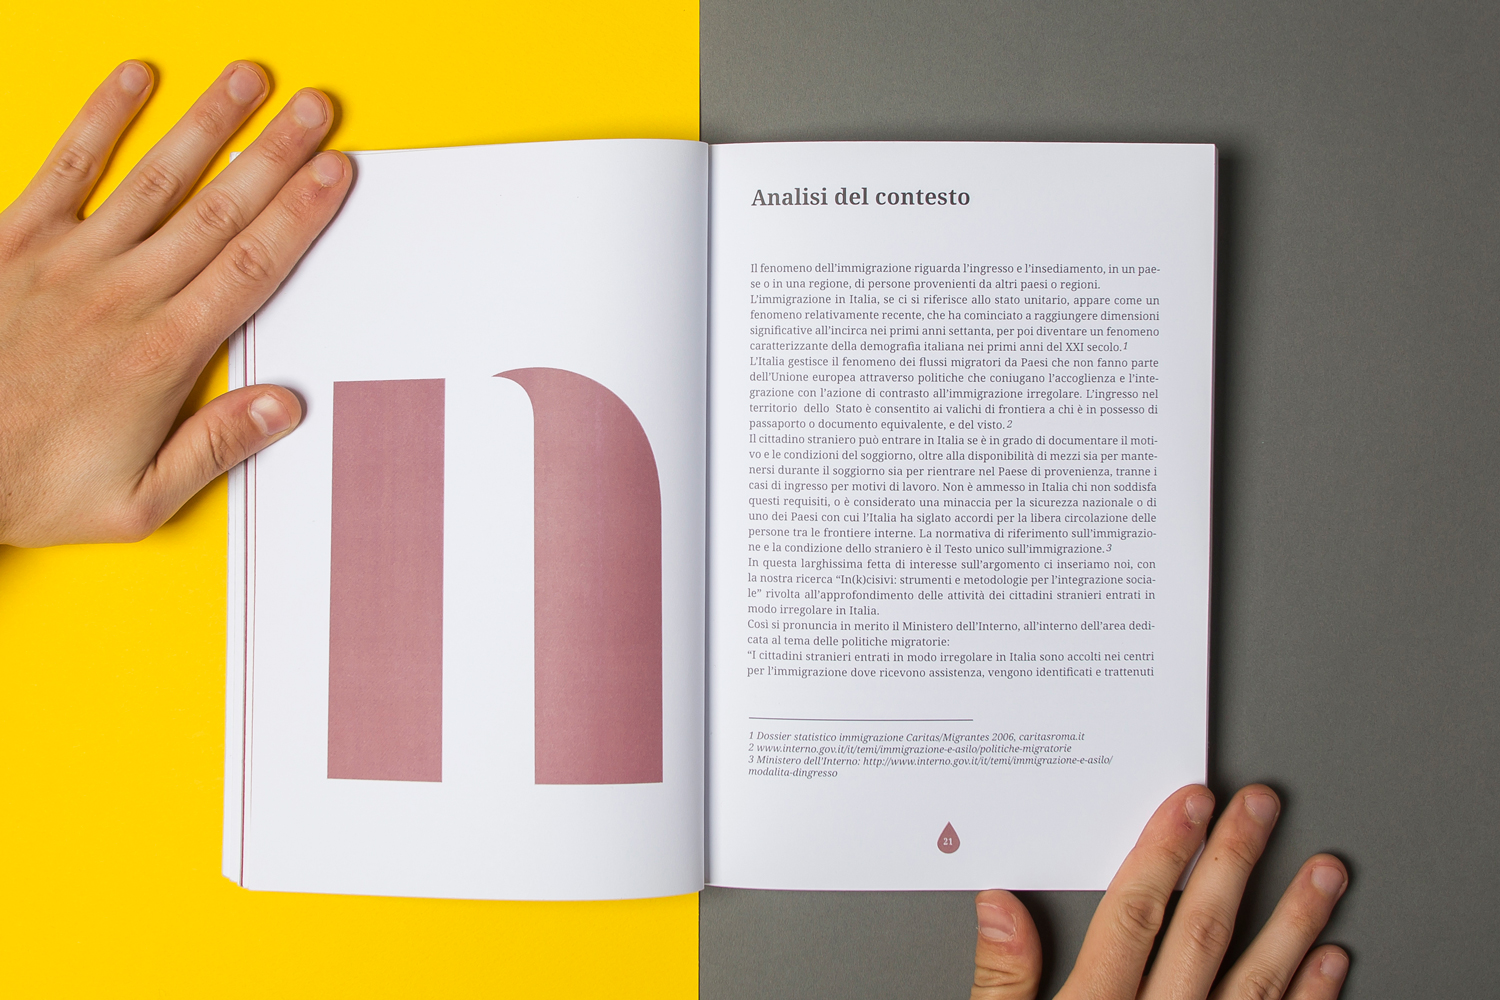 n
Analisi del contesto
Il fenomeno dell’immigrazione riguarda l’ingresso e l’insediamento, in un pae-
se o in una regione, di persone provenienti da altri paesi o regioni.
L’immigrazione in Italia, se ci si riferisce allo stato unitario, appare come un
fenomeno relativamente recente, che ha cominciato a raggiungere dimensioni
significative all’incirca nei primi anni settanta, per poi diventare un fenomeno
caratterizzante della demografia italiana nei primi anni del XXI secolo.1
L’Italia gestisce il fenomeno dei flussi migratori da Paesi che non fanno parte
dell’Unione europea attraverso politiche che coniugano l’accoglienza e l’inte-
grazione con l’azione di contrasto all’immigrazione irregolare. L’ingresso nel
territorio dello Stato è consentito ai valichi di frontiera a chi è in possesso di
passaporto o documento equivalente, e del visto.2
Il cittadino straniero può entrare in Italia se è in grado di documentare il moti-
vo e le condizioni del soggiorno, oltre alla disponibilità di mezzi sia per mante-
nersi durante il soggiorno sia per rientrare nel Paese di provenienza, tranne i
casi di ingresso per motivi di lavoro. Non è ammesso in Italia chi non soddisfa
questi requisiti, o è considerato una minaccia per la sicurezza nazionale o di
uno dei Paesi con cui l’Italia ha siglato accordi per la libera circolazione delle
persone tra le frontiere interne. La normativa di riferimento sull’immigrazio-
ne e la condizione dello straniero è il Testo unico sull’immigrazione.3
In questa larghissima fetta di interesse sull’argomento ci inseriamo noi, con
la nostra ricerca “In(k)cisivi: strumenti e metodologie per l’integrazione socia-
le” rivolta all’approfondimento delle attività dei cittadini stranieri entrati in
modo irregolare in Italia.
Così si pronuncia in merito il Ministero dell’Interno, all’interno dell’area dedi-
cata al tema delle politiche migratorie:
“I cittadini stranieri entrati in modo irregolare in Italia sono accolti nei centri
per l’immigrazione dove ricevono assistenza, vengono identificati e trattenuti
1 Dossier statistico immigrazione Caritas/Migrantes 2006, caritasroma.it
2 www.interno.gov.it/it/temi/immigrazione-e-asilo/politiche-migratorie
3 Ministero dell’Interno: http://www.interno.gov.it/it/temi/immigrazione-e-asilo/
modalita-dingresso
21